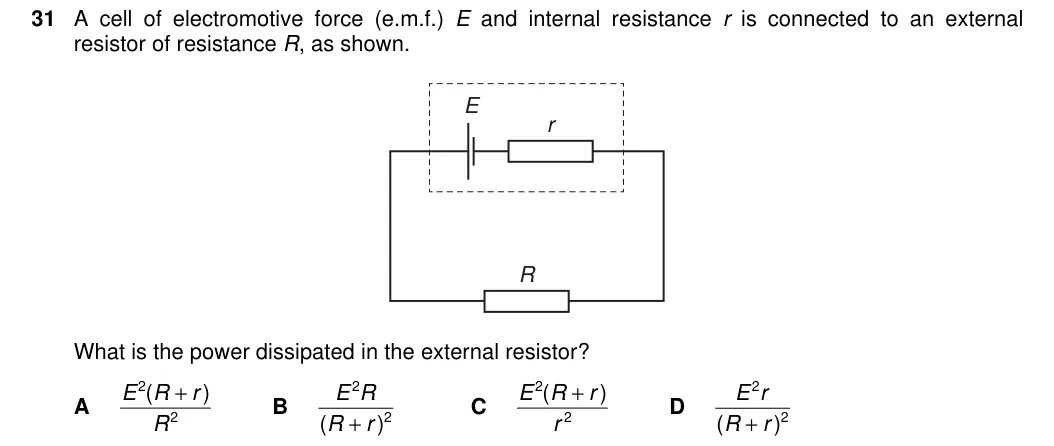 31 A cell of electromotive force (e.m.f.) E and internal resistance r is connected to an external
resistor of resistance R, as shown.
E
r
R
What is the power dissipated in the external resistor?
A E²(R + r)/R² B E²R/(R + r)² C E²(R + r)/r² D E²r/(R + r)²